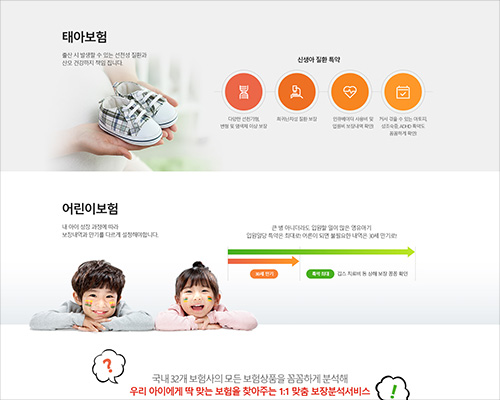 태아보험
출산 시 발생할 수 있는 선천성 질환과
산모 건강까지 책임 집니다.
신생아 질환 특약
다양한 선천기형,
변형 및 염색체 이상 보장
희귀난치성 질환 보장
인큐베이터 사용비 및
입원비 보장내역 확인!
커서 겪을 수 있는 아토피,
성조숙증, ADHD 특약도
꼼꼼하게 확인!
어린이보험
내 아이 성장 과정에 따라
보장내역과 만기를 다르게 설정해야합니다.
큰 병 아니더라도 입원할 일이 많은 영유아기
입원일당 특약은 최대로! 어른이 되면 불필요한 내역은 30세 만기로!
30세 만기
특약 최대
깁스 치료비 등 상해 보장 꼼꼼 확인
국내 32개 보험사의 모든 보험상품을 꼼꼼하게 분석해
우리 아이에게 딱 맞는 보험을 찾아주는 1:1 맞춤 보장분석서비스